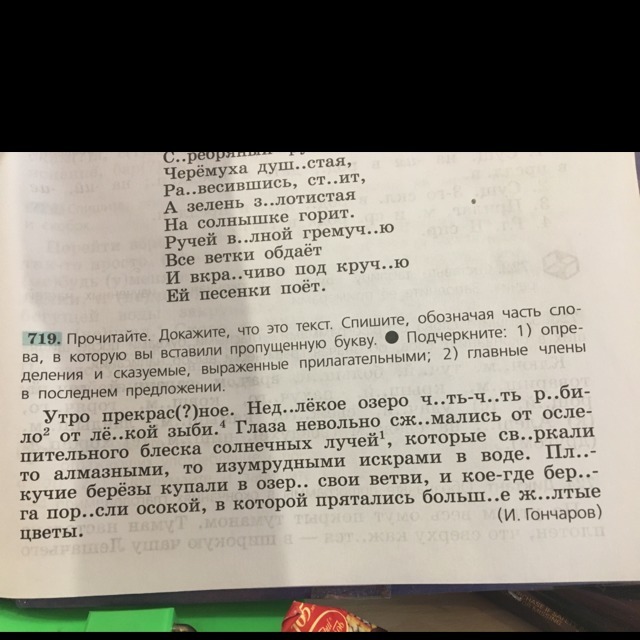 С..ребряный
Черёмуха душ..стая,
Ра..весившись, ст..ит,
А зелень з..лотистая
На солнышке горит.
Ручей в..лной гремуч..ю
Все ветки обдаёт
И вкра..чиво под круч..ю
Ей песенки поёт.
719. Прочитайте. Докажите, что это текст. Спишите, обозначая часть сло-
ва, в которую вы вставили пропущенную букву. ● Подчеркните: 1) опре-
деления и сказуемые, выраженные прилагательными; 2) главные члены
в последнем предложении.
Утро прекрас(?)ное. Нед..лёкое озеро ч..ть-ч..ть р..би-
ло² от лё..кой зыби.⁴ Глаза невольно сж..мались от осле-
пительного блеска солнечных лучей¹, которые св..ркали
то алмазными, то изумрудными искрами в воде. Пл..-
кучие берёзы купали в озер.. свои ветви, и кое-где бер..-
га пор..сли осокой, в которой прятались больш..е ж..лтые
цветы.
(И. Гончаров)